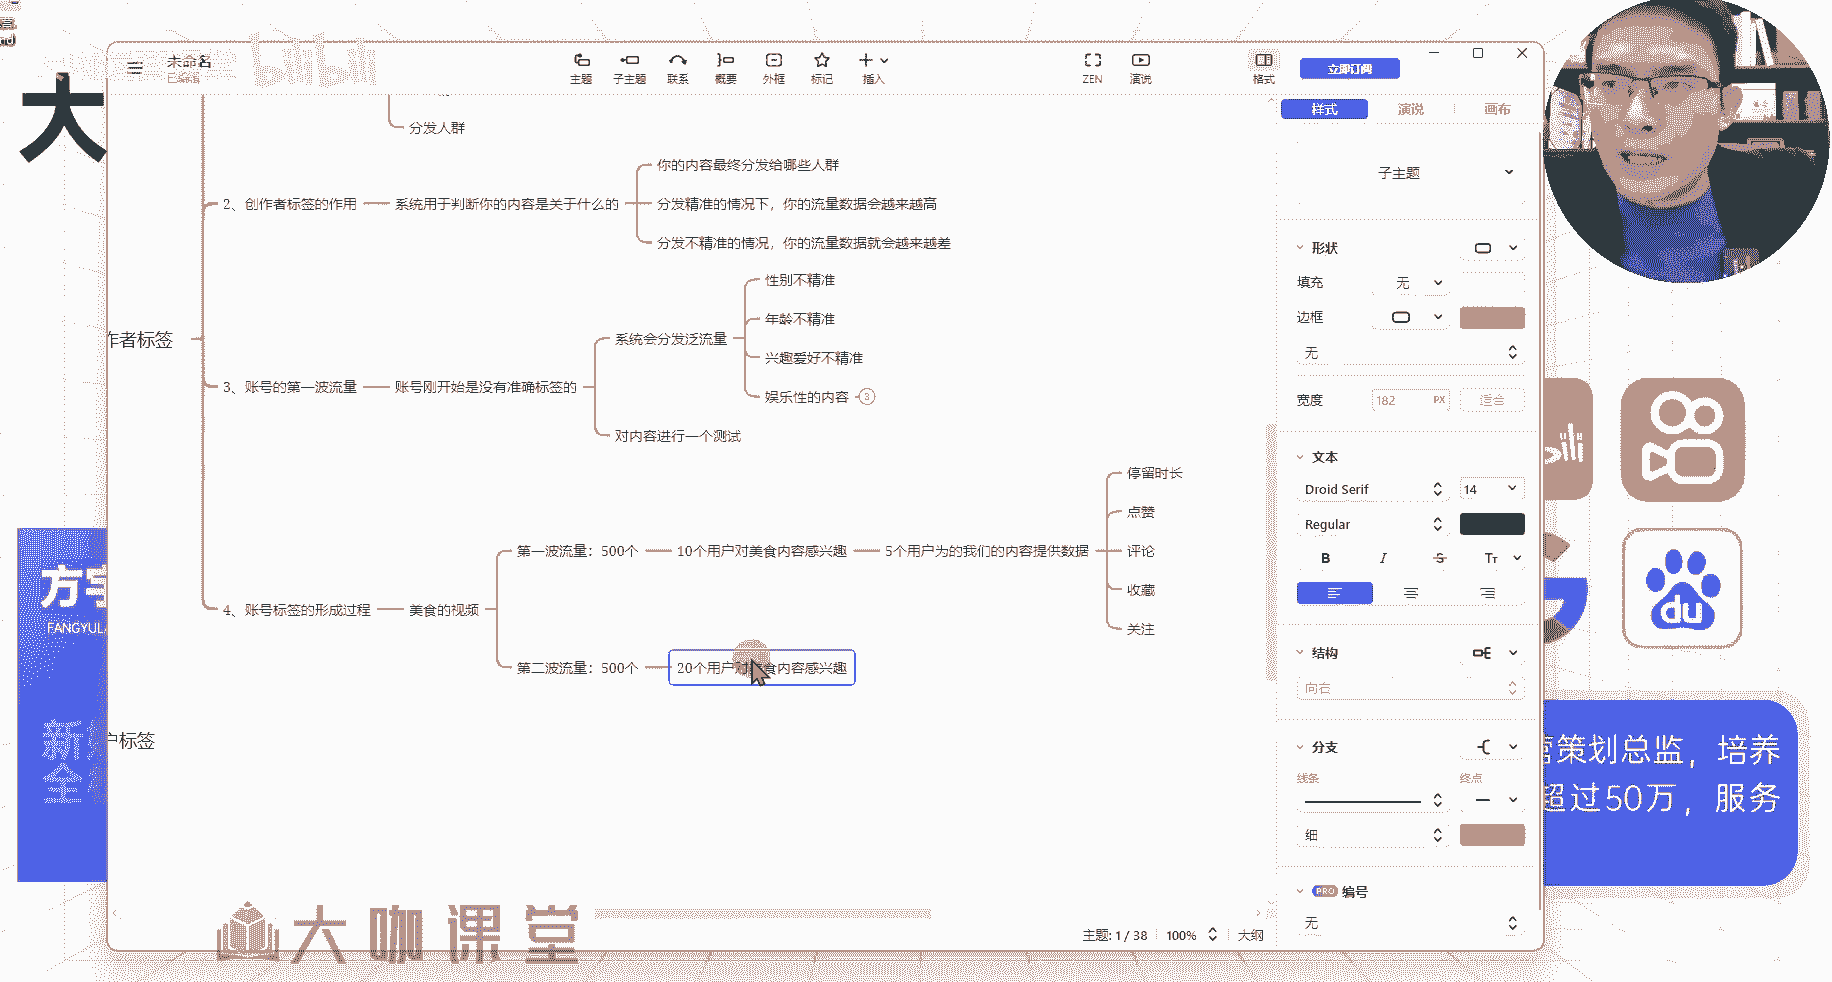 大
未命名
bilibili
主题
子主题
联系
概要
外框
标记
插入
ZEN
演说
格式
立即订阅
样式
演说
画布
分发人群
你的内容最终分发给哪些人群
2、创作者标签的作用
系统用于判断你的内容是关于什么的
分发精准的情况下，你的流量数据会越来越高
分发不精准的情况，你的流量数据就会越来越差
作者标签
3、账号的第一波流量
账号刚开始是没有准确标签的
系统会分发泛流量
性别不精准
年龄不精准
兴趣爱好不精准
娱乐性的内容
3
对内容进行一个测试
4、账号标签的形成过程
美食的视频
第一波流量：500个
10个用户对美食内容感兴趣
5个用户为的我们的内容提供数据
停留时长
点赞
评论
收藏
关注
第二波流量：500个
20个用户对美食内容感兴趣
户标签
子主题
形状
填充
无
边框
无
宽度
182
PX
适合
文本
Droid Serif
14
Regular
B
I
S
Tт
结构
向右
分支
线条
终点
细
PRO
编号
无
主题: 1 / 38
100%
大纲
方宇
FANGYUL
新
全
du
营策划总监，培养
超过50万，服务
大咖课堂